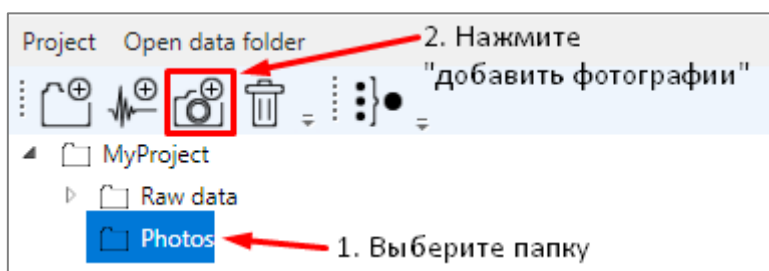 Project Open data folder
2. Нажмите
"добавить фотографии"
MyProject
Raw data
Photos
1. Выберите папку